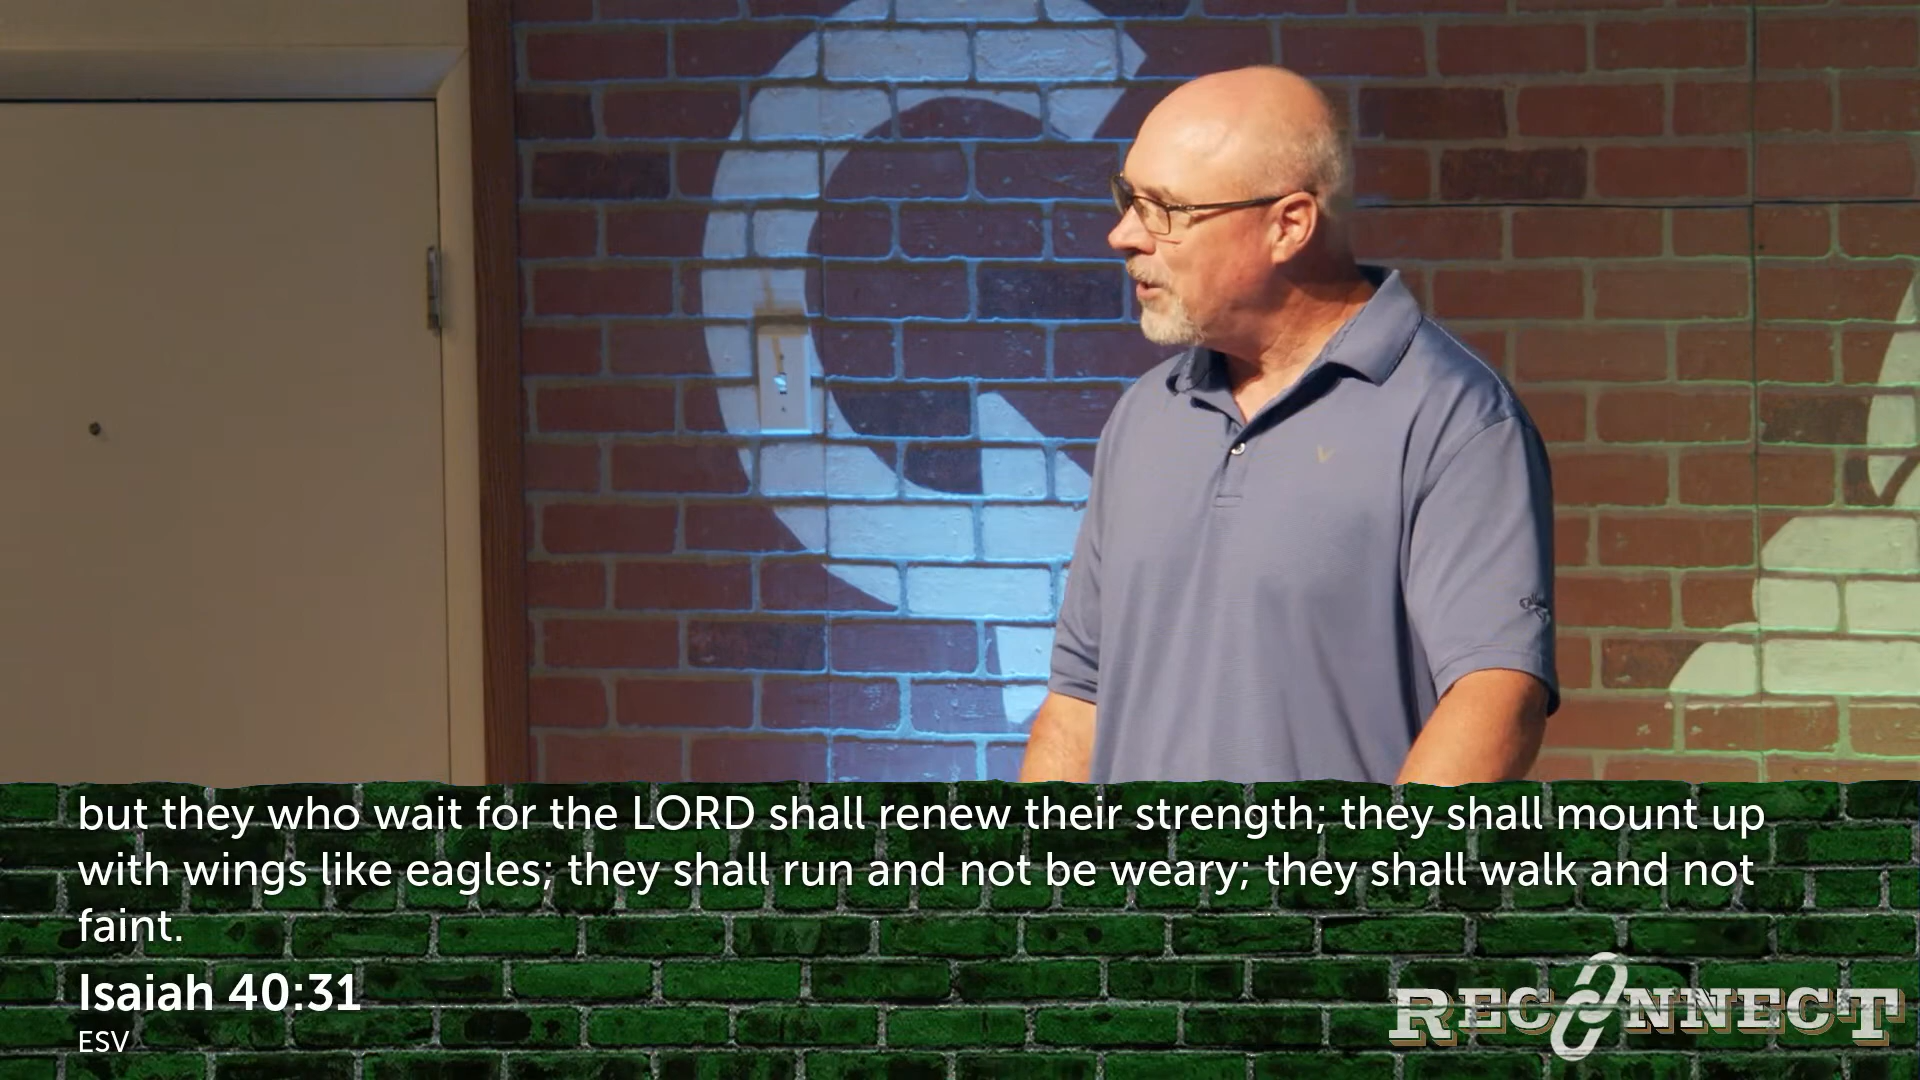 but they who wait for the LORD shall renew their strength; they shall mount up
with wings like eagles; they shall run and not be weary; they shall walk and not
faint.
Isaiah 40:31
ESV
RECONNECT